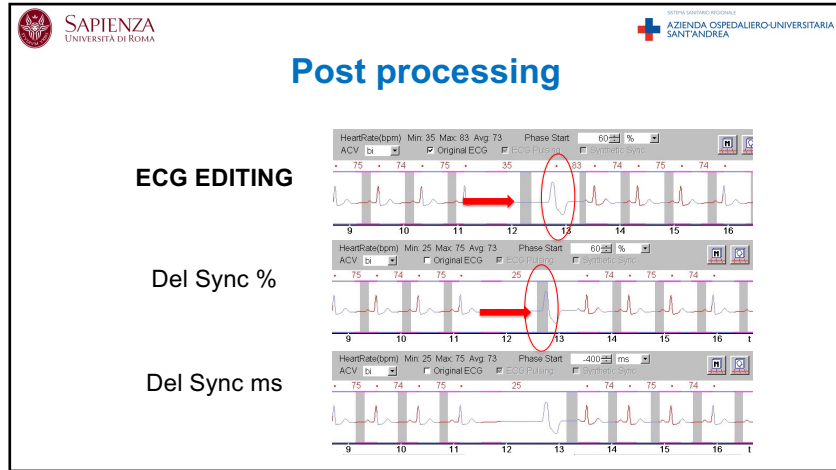 SAPIENZA
UNIVERSITÀ DI ROMA
SISTEMA SANITARIO REGIONALE
AZIENDA OSPEDALIERO-UNIVERSITARIA
SANT'ANDREA
Post processing
ECG EDITING
HeartRate(bpm) Min: 35 Max: 83 Avg: 73 Phase Start 60 %
ACV bi Original ECG ECG Pulsing Synthetic Sync
75 74 75 35 83 74 75 74
9 10 11 12 13 14 15 16
Del Sync %
HeartRate(bpm) Min: 25 Max: 75 Avg: 73 Phase Start 60 %
ACV bi Original ECG ECG Pulsing Synthetic Sync
75 74 75 25 74 75 74
9 10 11 12 13 14 15 16 t
Del Sync ms
HeartRate(bpm) Min: 25 Max: 75 Avg: 73 Phase Start -400 ms
ACV bi Original ECG ECG Pulsing Synthetic Sync
75 74 75 25 74 75 74
9 10 11 12 13 14 15 16 t